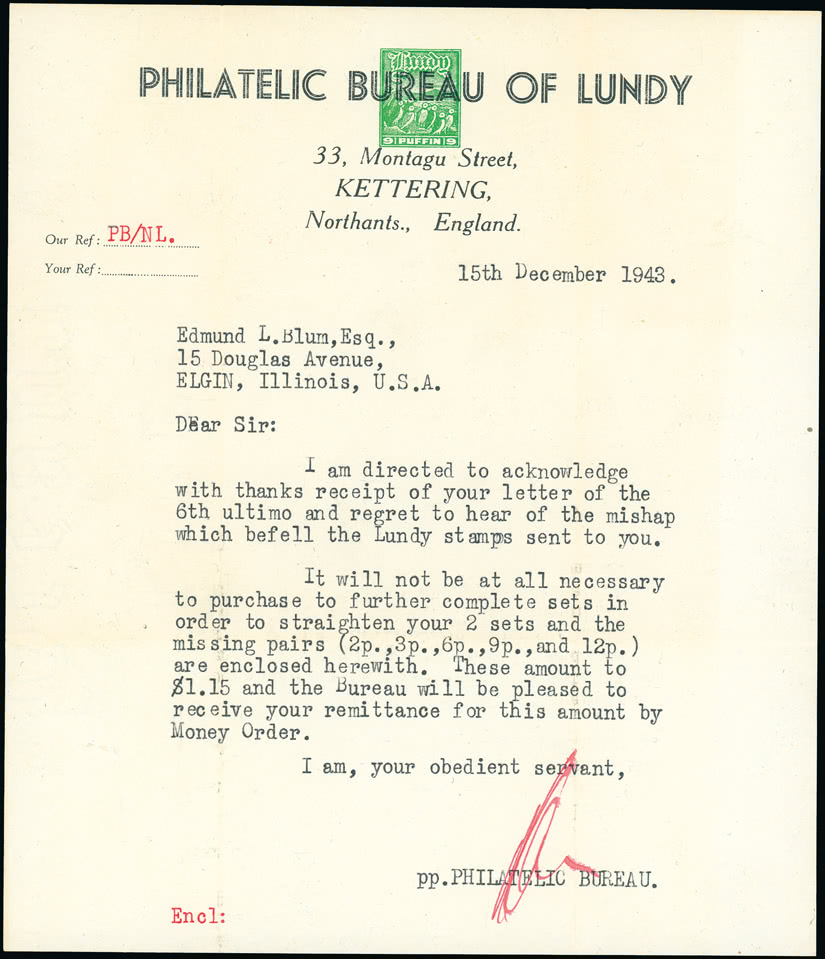 Lundy
PHILATELIC BUREAU OF LUNDY
9 PUFFIN 9
33, Montagu Street,
KETTERING,
Northants., England.
Our Ref: PB/NL.
Your Ref:
15th December 1943.
Edmund L.Blum,Esq.,
15 Douglas Avenue,
ELGIN, Illinois, U.S.A.
Dear Sir:
I am directed to acknowledge
with thanks receipt of your letter of the
6th ultimo and regret to hear of the mishap
which befell the Lundy stamps sent to you.
It will not be at all necessary
to purchase to further complete sets in
order to straighten your 2 sets and the
missing pairs (2p.,3p.,6p.,9p.,and 12p.)
are enclosed herewith. These amount to
$1.15 and the Bureau will be pleased to
receive your remittance for this amount by
Money Order.
I am, your obedient servant,
pp.PHILATELIC BUREAU.
Encl: